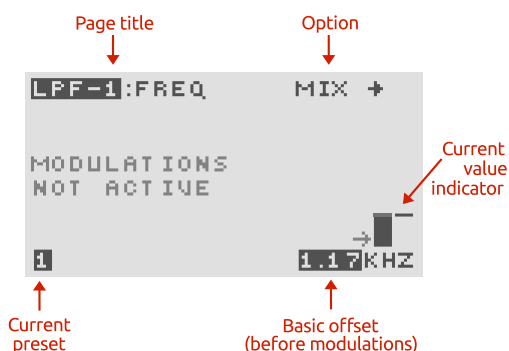 Page title
Option
LPF-1:FREQ
MIX →
Current
value
indicator
MODULATIONS
NOT ACTIVE
1
1.17KHZ
Current
preset
Basic offset
(before modulations)